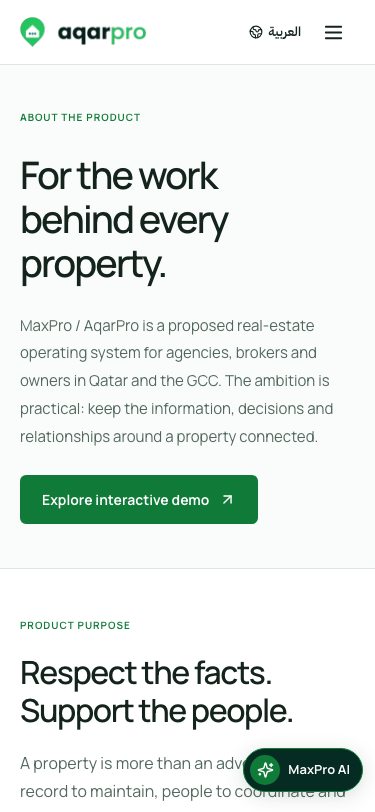 aqarpro
العربية
ABOUT THE PRODUCT
For the work
behind every
property.
MaxPro / AqarPro is a proposed real-estate
operating system for agencies, brokers and
owners in Qatar and the GCC. The ambition is
practical: keep the information, decisions and
relationships around a property connected.
Explore interactive demo
PRODUCT PURPOSE
Respect the facts.
Support the people.
A property is more than an
record to maintain, people to coordinate and
MaxPro AI